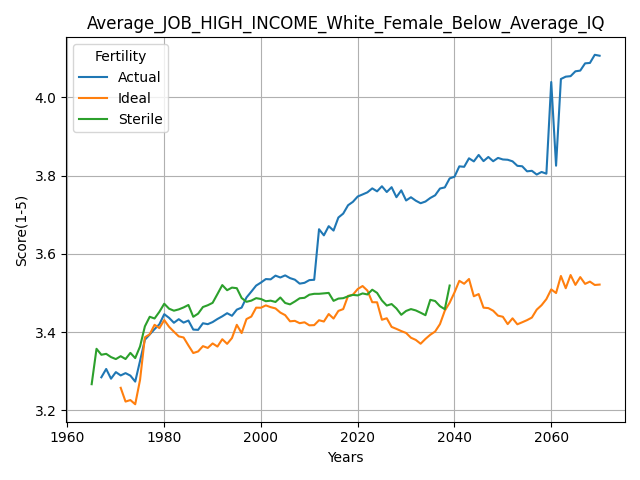 Average_JOB_HIGH_INCOME_White_Female_Below_Average_IQ
Fertility
Actual
Ideal
Sterile
Score(1-5)
4.0
3.8
3.6
3.4
3.2
1960
1980
2000
2020
2040
2060
Years